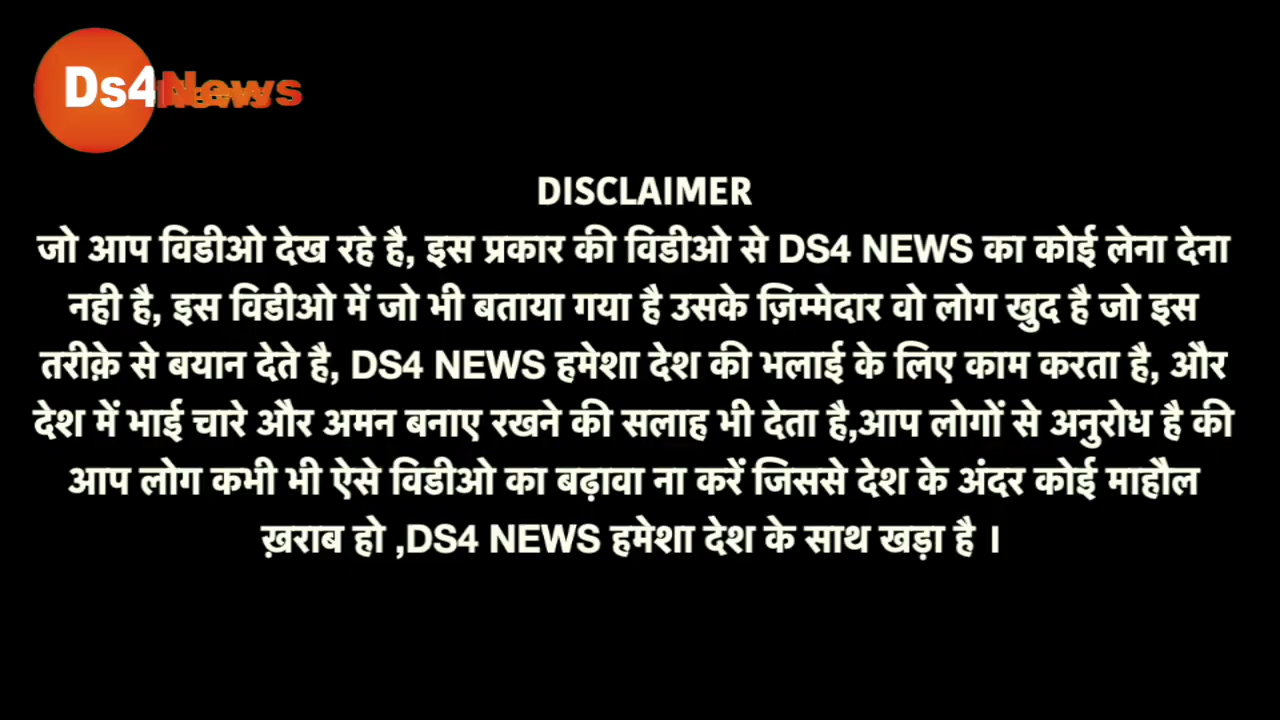 Ds4News
DISCLAIMER
जो आप विडीओ देख रहे है, इस प्रकार की विडीओ से DS4 NEWS का कोई लेना देना
नही है, इस विडीओ में जो भी बताया गया है उसके ज़िम्मेदार वो लोग खुद है जो इस
तरीक़े से बयान देते है, DS4 NEWS हमेशा देश की भलाई के लिए काम करता है, और
देश में भाई चारे और अमन बनाए रखने की सलाह भी देता है,आप लोगों से अनुरोध है की
आप लोग कभी भी ऐसे विडीओ का बढ़ावा ना करें जिससे देश के अंदर कोई माहौल
ख़राब हो ,DS4 NEWS हमेशा देश के साथ खड़ा है ।